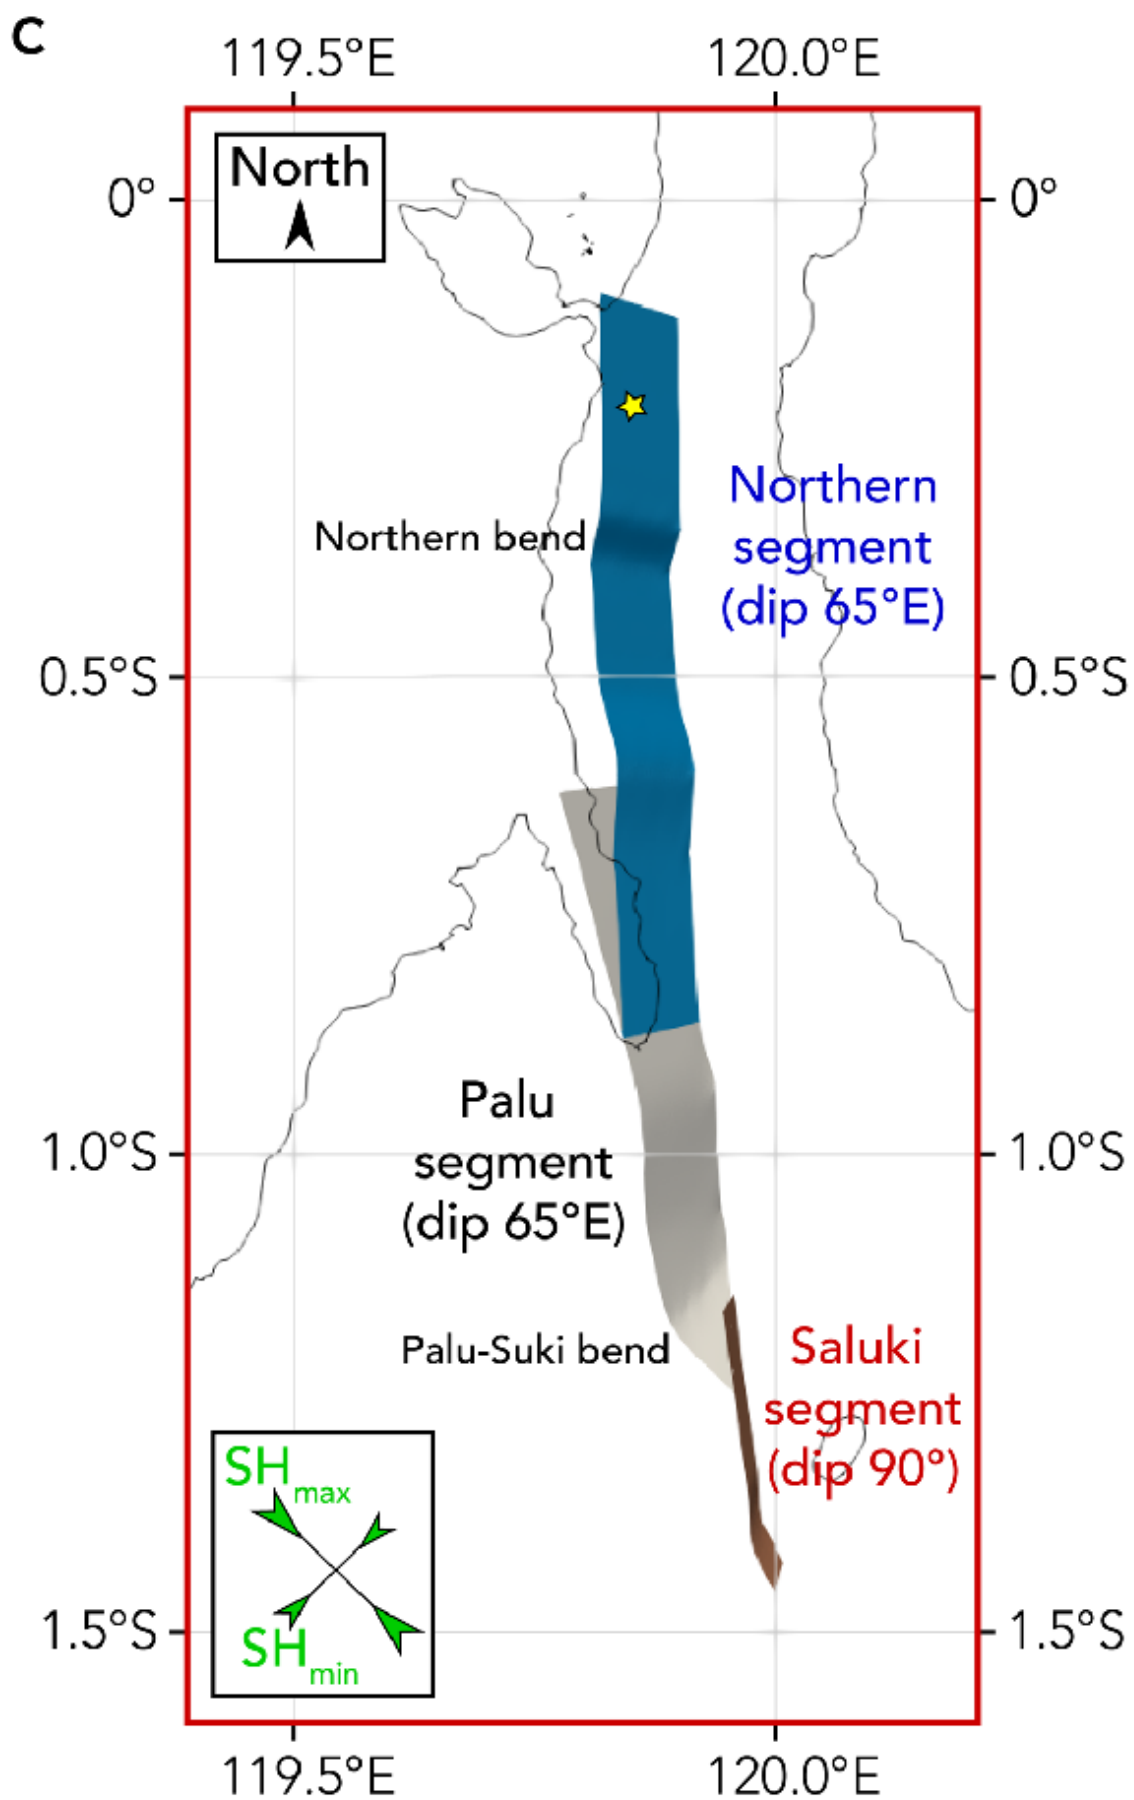 C
119.5°E 120.0°E
North
0° 0°
Northern
segment
(dip 65°E)
Northern bend
0.5°S 0.5°S
Palu
segment
(dip 65°E)
1.0°S 1.0°S
Palu-Suki bend
Saluki
segment
(dip 90°)
SHmax
SHmin
1.5°S 1.5°S
119.5°E 120.0°E